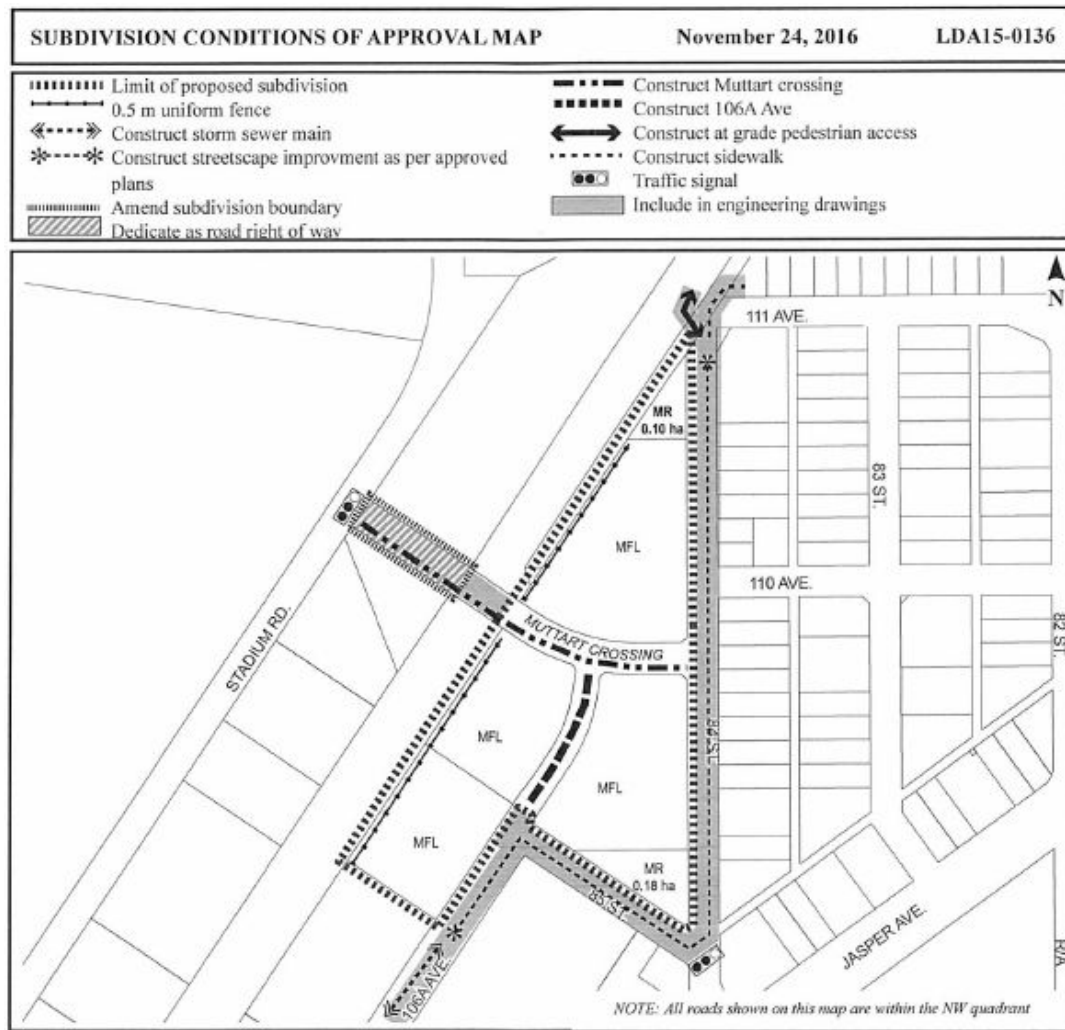 SUBDIVISION CONDITIONS OF APPROVAL MAP November 24, 2016 LDA15-0136
Limit of proposed subdivision
0.5 m uniform fence
Construct storm sewer main
Construct streetscape improvment as per approved
plans
Amend subdivision boundary
Dedicate as road right of way
Construct Muttart crossing
Construct 106A Ave
Construct at grade pedestrian access
Construct sidewalk
Traffic signal
Include in engineering drawings
N
111 AVE.
MR
0.10 ha
83 ST.
MFL
110 AVE.
82 ST.
STADIUM RD.
MUTTART CROSSING
84 ST.
MFL
MFL
MFL
MR
0.18 ha
85 ST.
JASPER AVE.
R/A
106A AVE.
NOTE: All roads shown on this map are within the NW quadrant